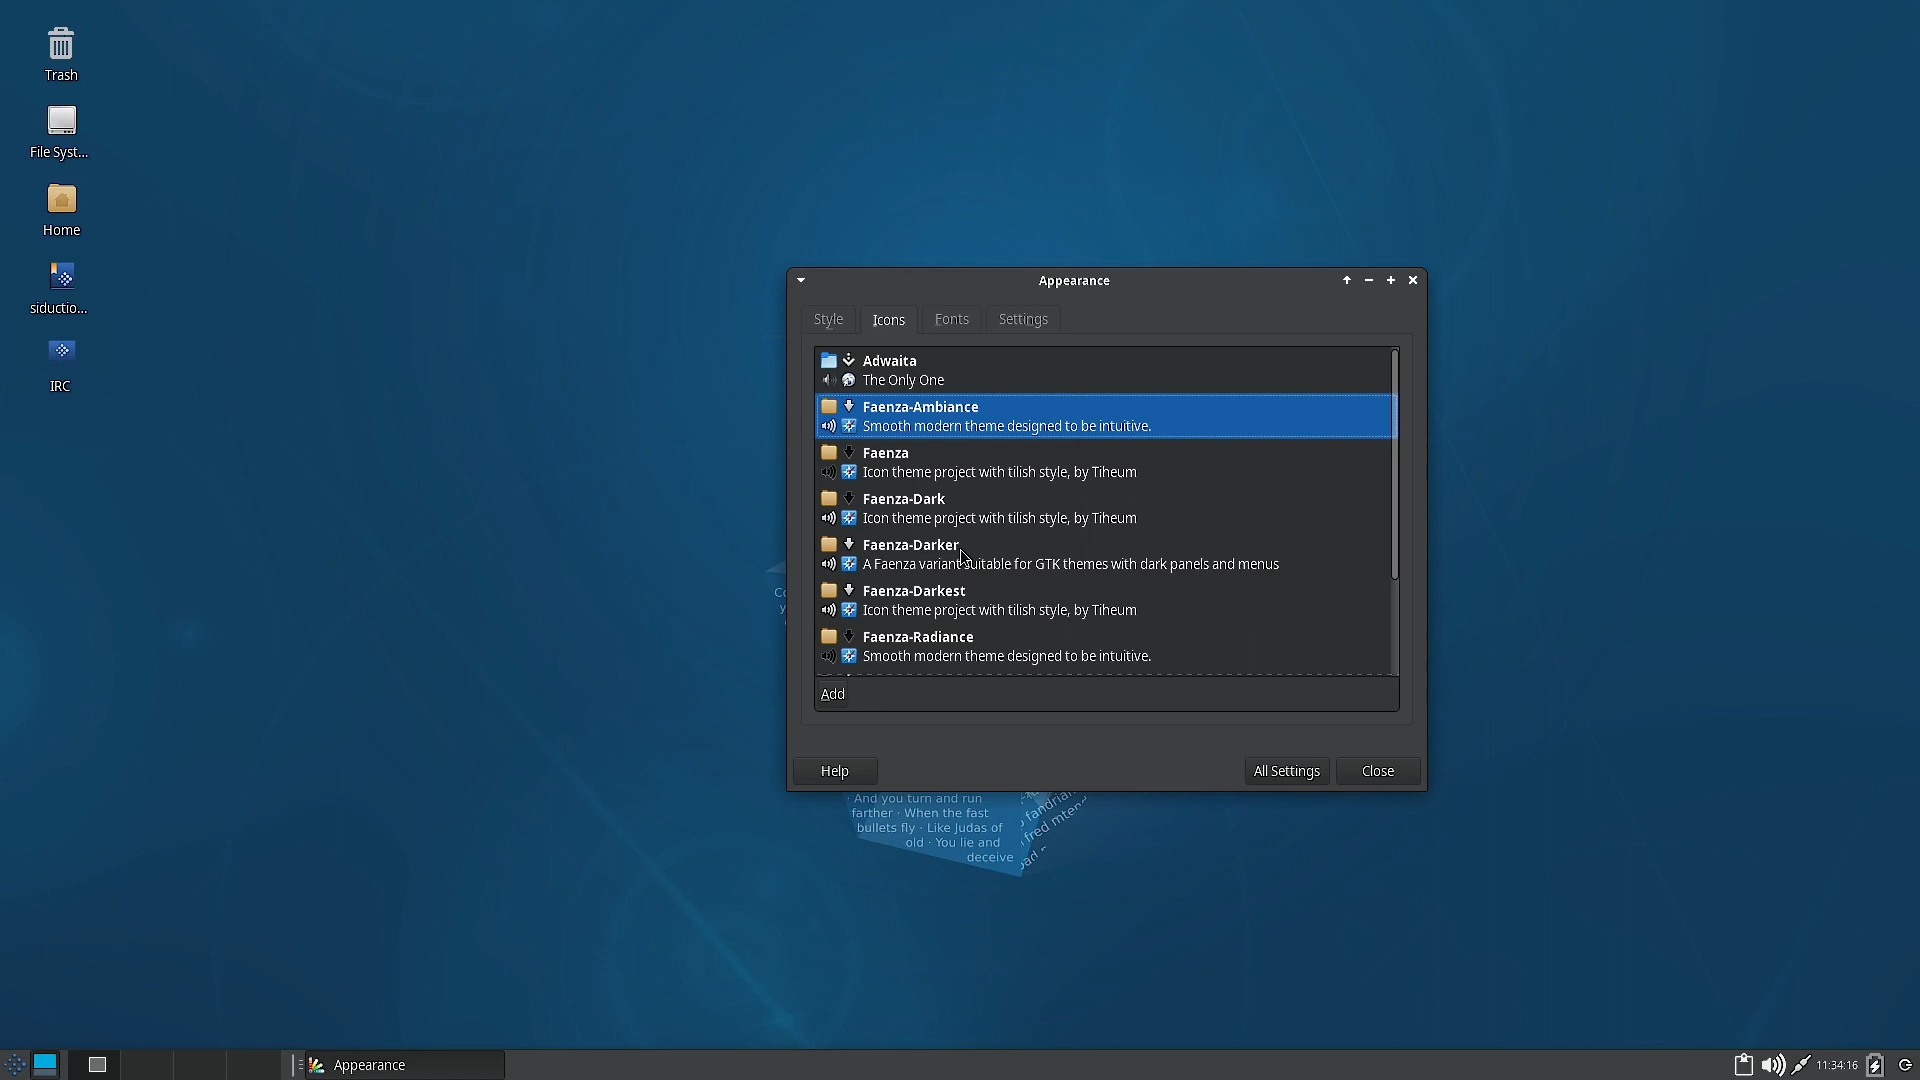 Trash
File Syst...
Home
siductio...
IRC
Appearance
Style
Icons
Fonts
Settings
Adwaita
The Only One
Faenza-Ambiance
Smooth modern theme designed to be intuitive.
Faenza
Icon theme project with tilish style, by Tiheum
Faenza-Dark
Icon theme project with tilish style, by Tiheum
Faenza-Darker
A Faenza variant suitable for GTK themes with dark panels and menus
Faenza-Darkest
Icon theme project with tilish style, by Tiheum
Faenza-Radiance
Smooth modern theme designed to be intuitive.
Add
Help
All Settings
Close
· And you turn and run
farther · When the fast
bullets fly · Like Judas of
old · You lie and
deceive
Appearance
11:34:16